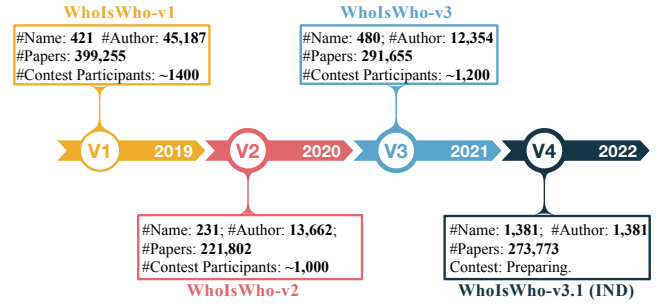 WhoIsWho-v1
#Name: 421 #Author: 45,187
#Papers: 399,255
#Contest Participants: ~1400
WhoIsWho-v3
#Name: 480; #Author: 12,354
#Papers: 291,655
#Contest Participants: ~1,200
V1 2019 V2 2020 V3 2021 V4 2022
#Name: 231; #Author: 13,662;
#Papers: 221,802
#Contest Participants: ~1,000
WhoIsWho-v2
#Name: 1,381; #Author: 1,381
#Papers: 273,773
Contest: Preparing.
WhoIsWho-v3.1 (IND)